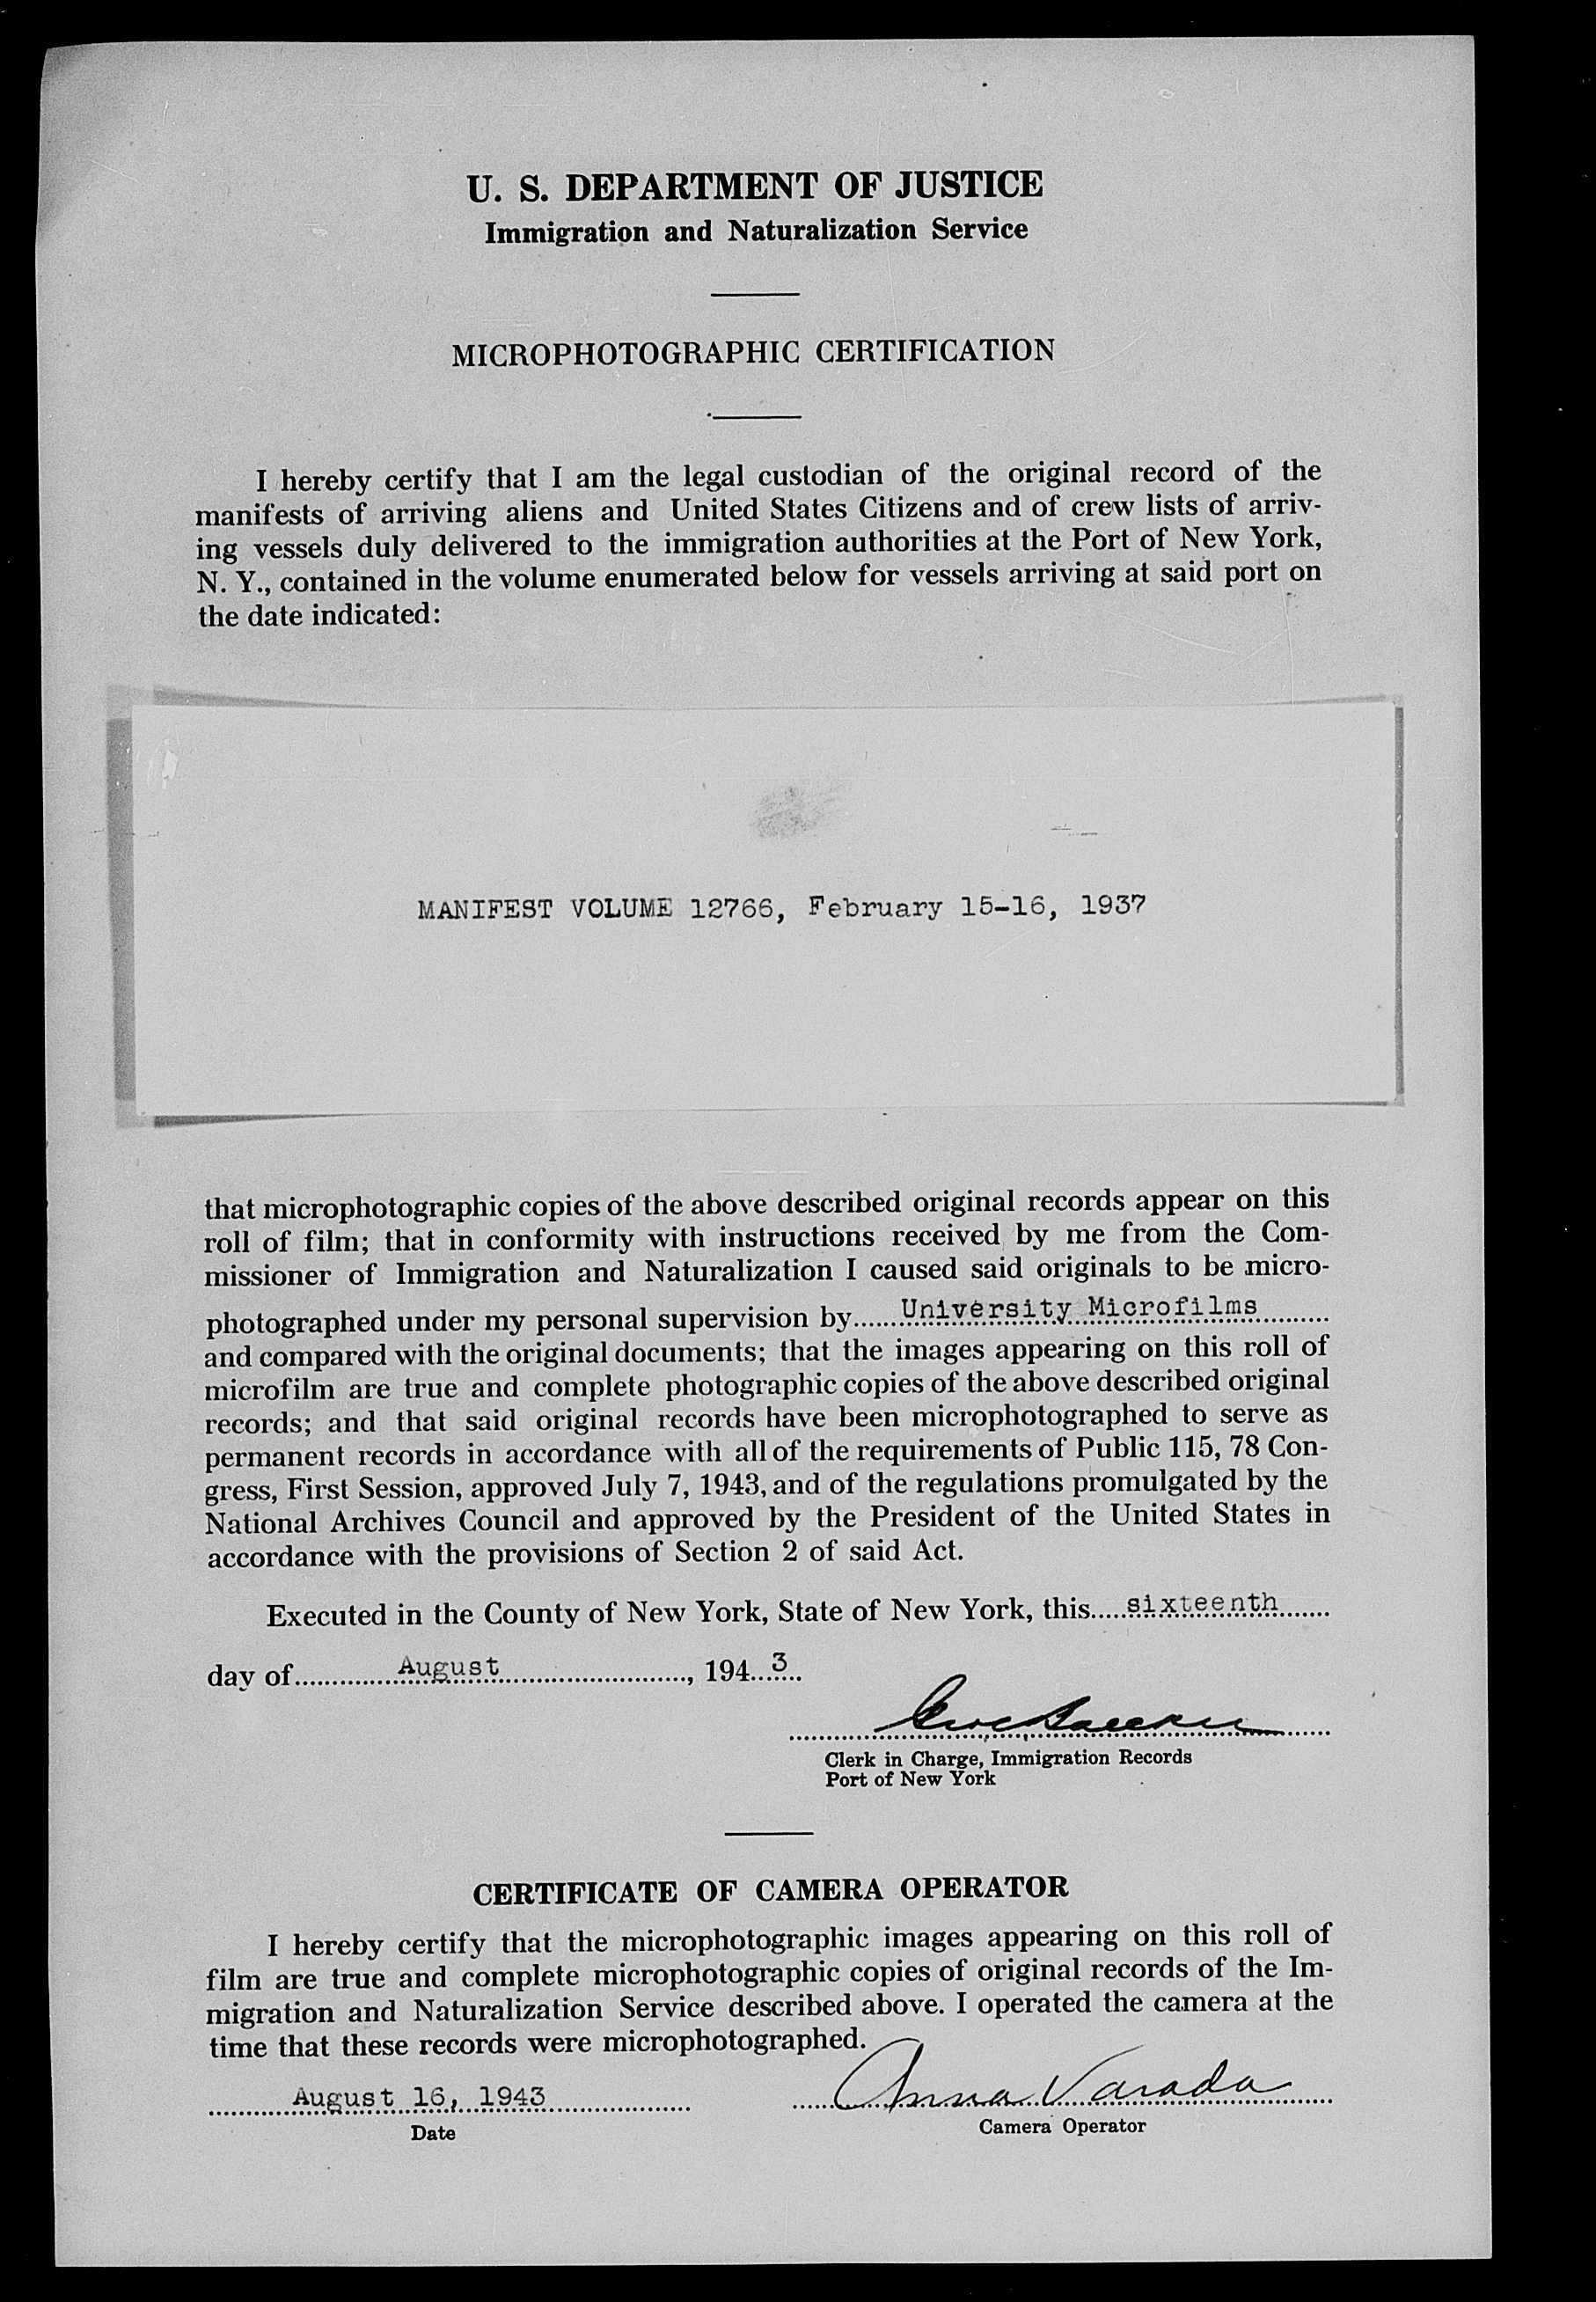 U. S. DEPARTMENT OF JUSTICE
Immigration and Naturalization Service
MICROPHOTOGRAPHIC CERTIFICATION
I hereby certify that I am the legal custodian of the original record of the
manifests of arriving aliens and United States Citizens and of crew lists of arriv-
ing vessels duly delivered to the immigration authorities at the Port of New York,
N. Y., contained in the volume enumerated below for vessels arriving at said port on
the date indicated:
MANIFEST VOLUME 12766, February 15-16, 1937
that microphotographic copies of the above described original records appear on this
roll of film; that in conformity with instructions received by me from the Com-
missioner of Immigration and Naturalization I caused said originals to be micro-
photographed under my personal supervision by University Microfilms
and compared with the original documents; that the images appearing on this roll of
microfilm are true and complete photographic copies of the above described original
records; and that said original records have been microphotographed to serve as
permanent records in accordance with all of the requirements of Public 115, 78 Con-
gress, First Session, approved July 7, 1943, and of the regulations promulgated by the
National Archives Council and approved by the President of the United States in
accordance with the provisions of Section 2 of said Act.
Executed in the County of New York, State of New York, this sixteenth
day of August, 194 3
Clerk in Charge, Immigration Records
Port of New York
CERTIFICATE OF CAMERA OPERATOR
I hereby certify that the microphotographic images appearing on this roll of
film are true and complete microphotographic copies of original records of the Im-
migration and Naturalization Service described above. I operated the camera at the
time that these records were microphotographed.
August 16, 1943 Anna Varada
Date Camera Operator